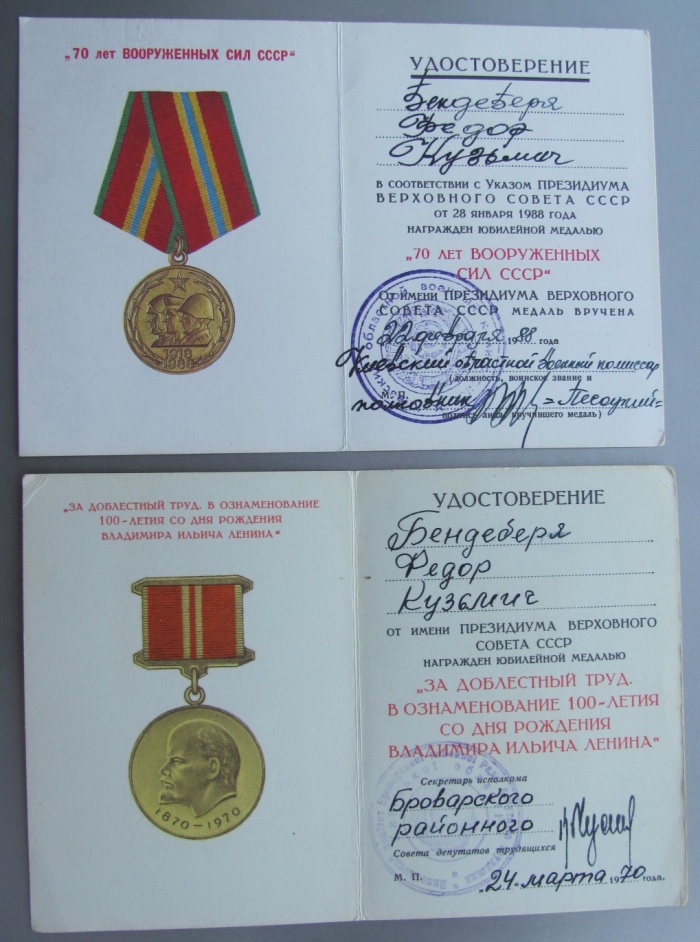 „70 лет ВООРУЖЕННЫХ СИЛ СССР“
1918
1988
УДОСТОВЕРЕНИЕ
Бендеберя
Федор
Кузьмич
В СООТВЕТСТВИИ С УКАЗОМ ПРЕЗИДИУМА
ВЕРХОВНОГО СОВЕТА СССР
ОТ 28 ЯНВАРЯ 1988 ГОДА
НАГРАЖДЕН ЮБИЛЕЙНОЙ МЕДАЛЬЮ
„70 ЛЕТ ВООРУЖЕННЫХ
СИЛ СССР“
ОТ ИМЕНИ ПРЕЗИДИУМА ВЕРХОВНОГО
СОВЕТА СССР МЕДАЛЬ ВРУЧЕНА
22 февраля 1988 года
Киевский областной военный комиссар
(должность, воинское звание и
М. П. полковник =Песоцкий=
подпись лица, вручившего медаль)
„ЗА ДОБЛЕСТНЫЙ ТРУД. В ОЗНАМЕНОВАНИЕ
100-ЛЕТИЯ СО ДНЯ РОЖДЕНИЯ
ВЛАДИМИРА ИЛЬИЧА ЛЕНИНА“
1870-1970
УДОСТОВЕРЕНИЕ
Бендеберя
Федор
Кузьмич
ОТ ИМЕНИ ПРЕЗИДИУМА ВЕРХОВНОГО
СОВЕТА СССР
НАГРАЖДЕН ЮБИЛЕЙНОЙ МЕДАЛЬЮ
„ЗА ДОБЛЕСТНЫЙ ТРУД.
В ОЗНАМЕНОВАНИЕ 100-ЛЕТИЯ
СО ДНЯ РОЖДЕНИЯ
ВЛАДИМИРА ИЛЬИЧА ЛЕНИНА“
Секретарь исполкома
Броварского
районного
Совета депутатов трудящихся
М. П. „24“ марта 1970 года.